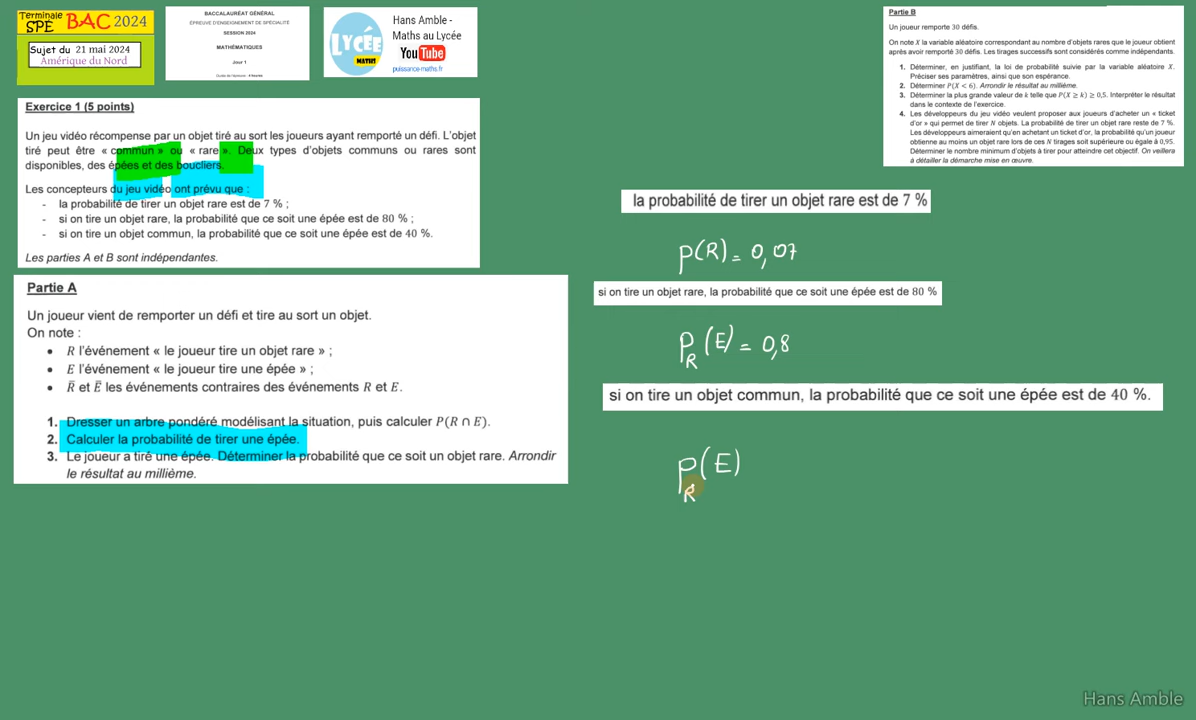 Terminale
SPE BAC 2024
Sujet du 21 mai 2024
Amérique du Nord
BACCALAURÉAT GÉNÉRAL
ÉPREUVE D'ENSEIGNEMENT DE SPÉCIALITÉ
SESSION 2024
MATHÉMATIQUES
Jour 1
Durée de l'épreuve : 4 heures
LYCÉE
MATHS
Hans Amble -
Maths au Lycée
YouTube
puissance-maths.fr
Exercice 1 (5 points)
Un jeu vidéo récompense par un objet tiré au sort les joueurs ayant remporté un défi. L'objet
tiré peut être « commun » ou « rare ». Deux types d'objets communs ou rares sont
disponibles, des épées et des boucliers.
Les concepteurs du jeu vidéo ont prévu que :
- la probabilité de tirer un objet rare est de 7 % ;
- si on tire un objet rare, la probabilité que ce soit une épée est de 80 % ;
- si on tire un objet commun, la probabilité que ce soit une épée est de 40 %.
Les parties A et B sont indépendantes.
Partie A
Un joueur vient de remporter un défi et tire au sort un objet.
On note :
• R l'événement « le joueur tire un objet rare » ;
• E l'événement « le joueur tire une épée » ;
• R̄ et Ē les événements contraires des événements R et E.
1. Dresser un arbre pondéré modélisant la situation, puis calculer P(R ∩ E).
2. Calculer la probabilité de tirer une épée.
3. Le joueur a tiré une épée. Déterminer la probabilité que ce soit un objet rare. Arrondir
le résultat au millième.
Partie B
Un joueur remporte 30 défis.
On note X la variable aléatoire correspondant au nombre d'objets rares que le joueur obtient
après avoir remporté 30 défis. Les tirages successifs sont considérés comme indépendants.
1. Déterminer, en justifiant, la loi de probabilité suivie par la variable aléatoire X.
Préciser ses paramètres, ainsi que son espérance.
2. Déterminer P(X < 6). Arrondir le résultat au millième.
3. Déterminer la plus grande valeur de k telle que P(X ≥ k) ≥ 0,5. Interpréter le résultat
dans le contexte de l'exercice.
4. Les développeurs du jeu vidéo veulent proposer aux joueurs d'acheter un « ticket
d'or » qui permet de tirer N objets. La probabilité de tirer un objet rare reste de 7 %.
Les développeurs aimeraient qu'en achetant un ticket d'or, la probabilité qu'un joueur
obtienne au moins un objet rare lors de ces N tirages soit supérieure ou égale à 0,95.
Déterminer le nombre minimum d'objets à tirer pour atteindre cet objectif. On veillera
à détailler la démarche mise en œuvre.
la probabilité de tirer un objet rare est de 7 %
P(R) = 0,07
si on tire un objet rare, la probabilité que ce soit une épée est de 80 %
P_R(E) = 0,8
si on tire un objet commun, la probabilité que ce soit une épée est de 40 %.
P_R(E)
Hans Amble